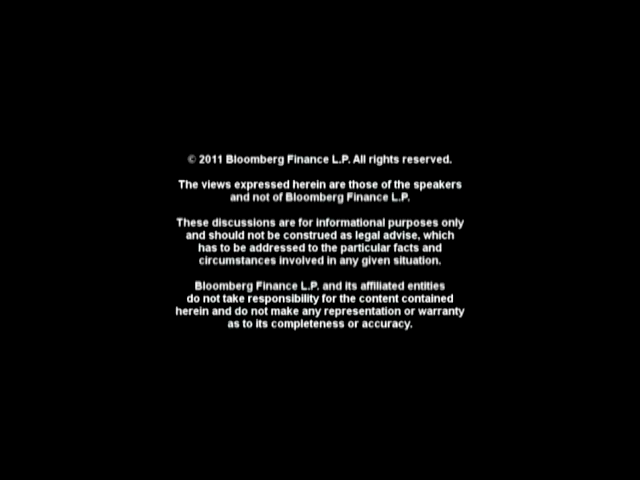 © 2011 Bloomberg Finance L.P. All rights reserved.
The views expressed herein are those of the speakers
and not of Bloomberg Finance L.P.
These discussions are for informational purposes only
and should not be construed as legal advise, which
has to be addressed to the particular facts and
circumstances involved in any given situation.
Bloomberg Finance L.P. and its affiliated entities
do not take responsibility for the content contained
herein and do not make any representation or warranty
as to its completeness or accuracy.